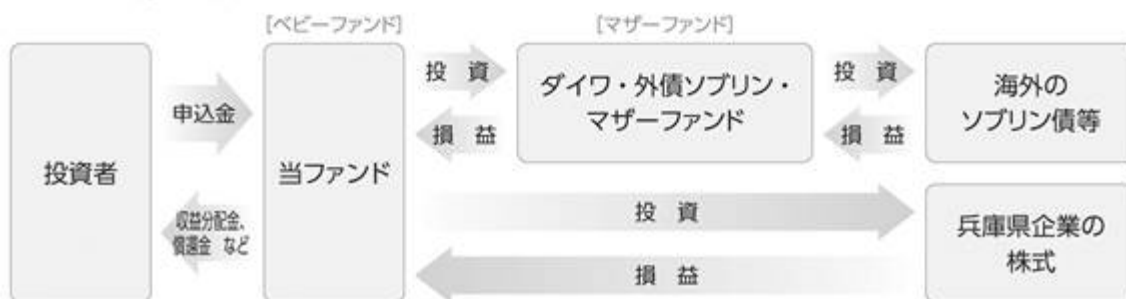 [ベビーファンド]
[マザーファンド]
投資者
申込金
収益分配金、
償還金 など
当ファンド
投 資
損 益
ダイワ・外債ソブリン・
マザーファンド
投 資
損 益
海外の
ソブリン債等
投 資
損 益
兵庫県企業の
株式